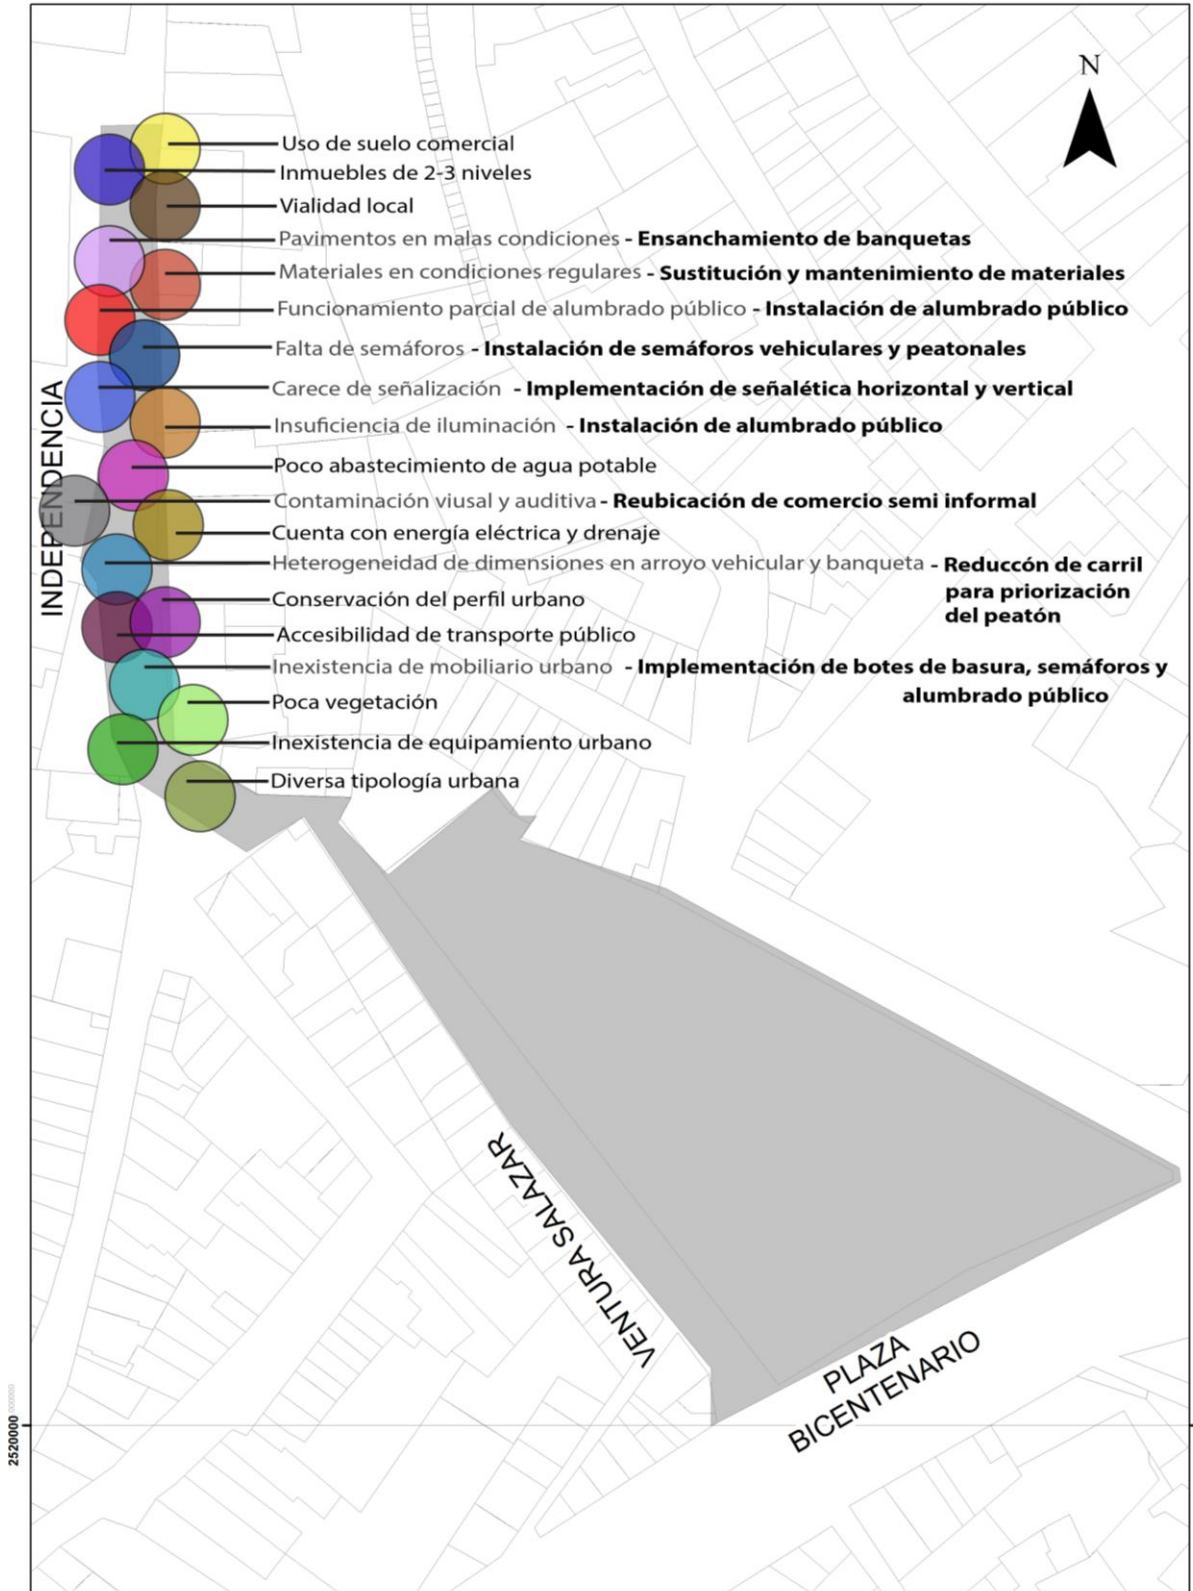 N
Uso de suelo comercial
Inmuebles de 2-3 niveles
Vialidad local
Pavimentos en malas condiciones - Ensanchamiento de banquetas
Materiales en condiciones regulares - Sustitución y mantenimiento de materiales
Funcionamiento parcial de alumbrado público - Instalación de alumbrado público
Falta de semáforos - Instalación de semáforos vehiculares y peatonales
Carece de señalización - Implementación de señalética horizontal y vertical
Insuficiencia de iluminación - Instalación de alumbrado público
Poco abastecimiento de agua potable
Contaminación viusal y auditiva - Reubicación de comercio semi informal
Cuenta con energía eléctrica y drenaje
Heterogeneidad de dimensiones en arroyo vehicular y banqueta - Reduccón de carril
para priorización
del peatón
Conservación del perfil urbano
Accesibilidad de transporte público
Inexistencia de mobiliario urbano - Implementación de botes de basura, semáforos y
alumbrado público
Poca vegetación
Inexistencia de equipamiento urbano
Diversa tipología urbana
INDEPENDENCIA
VENTURA SALAZAR
PLAZA
BICENTENARIO
2520000.000000